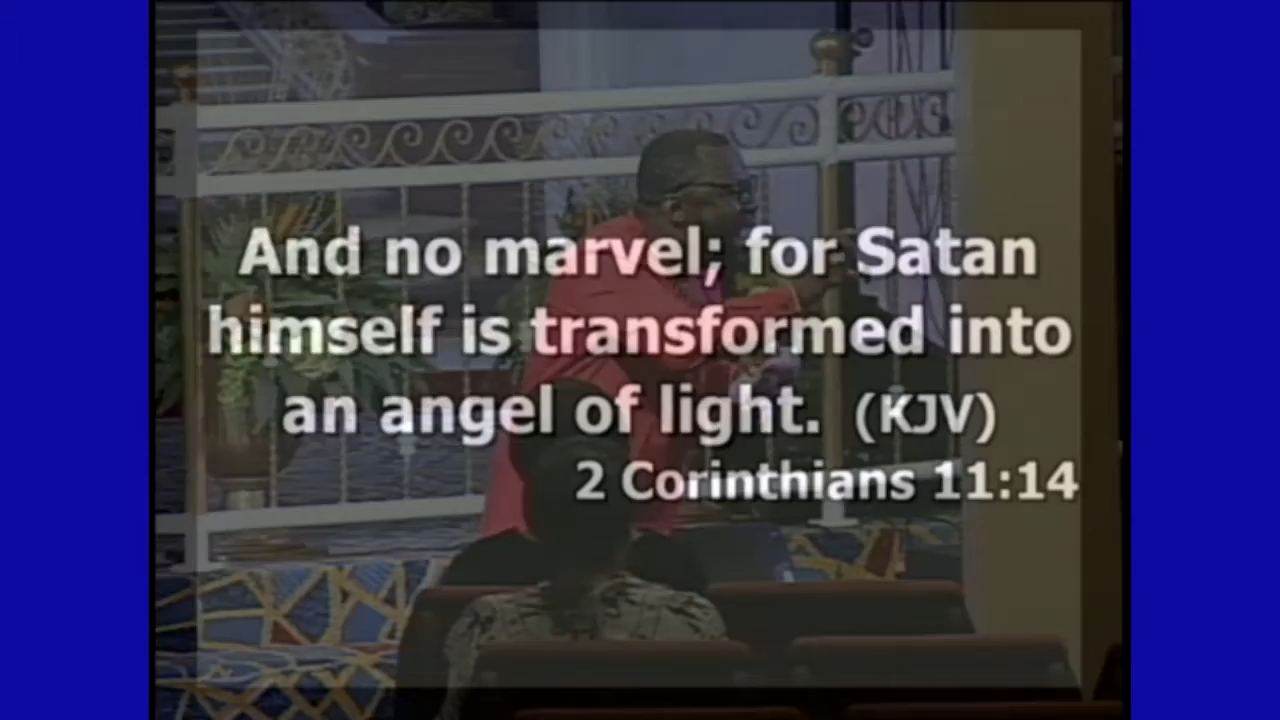 And no marvel; for Satan
himself is transformed into
an angel of light. (KJV)
2 Corinthians 11:14